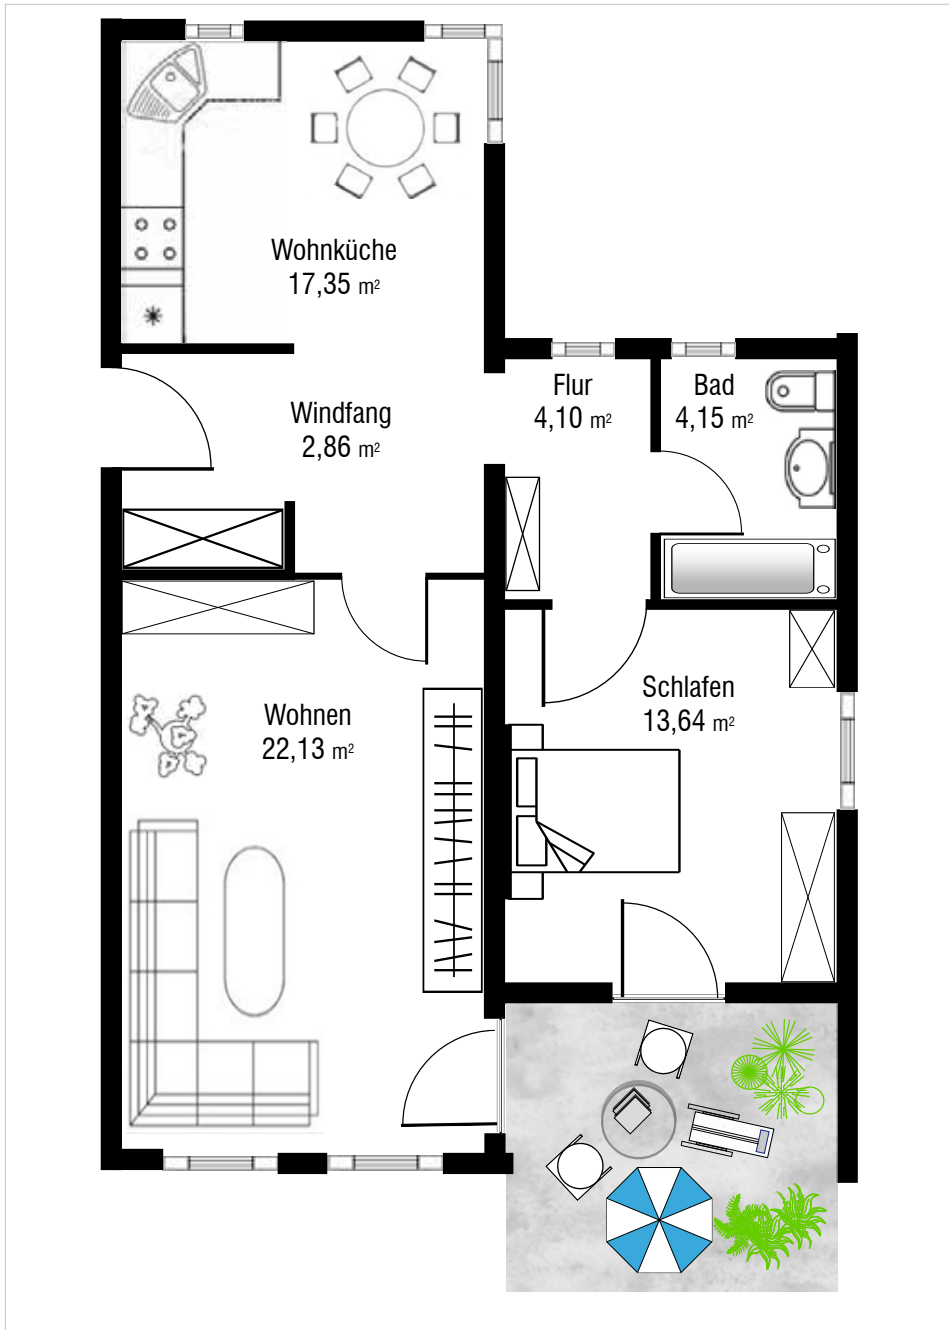 Wohnküche
17,35 m²
Windfang
2,86 m²
Flur
4,10 m²
Bad
4,15 m²
Wohnen
22,13 m²
Schlafen
13,64 m²